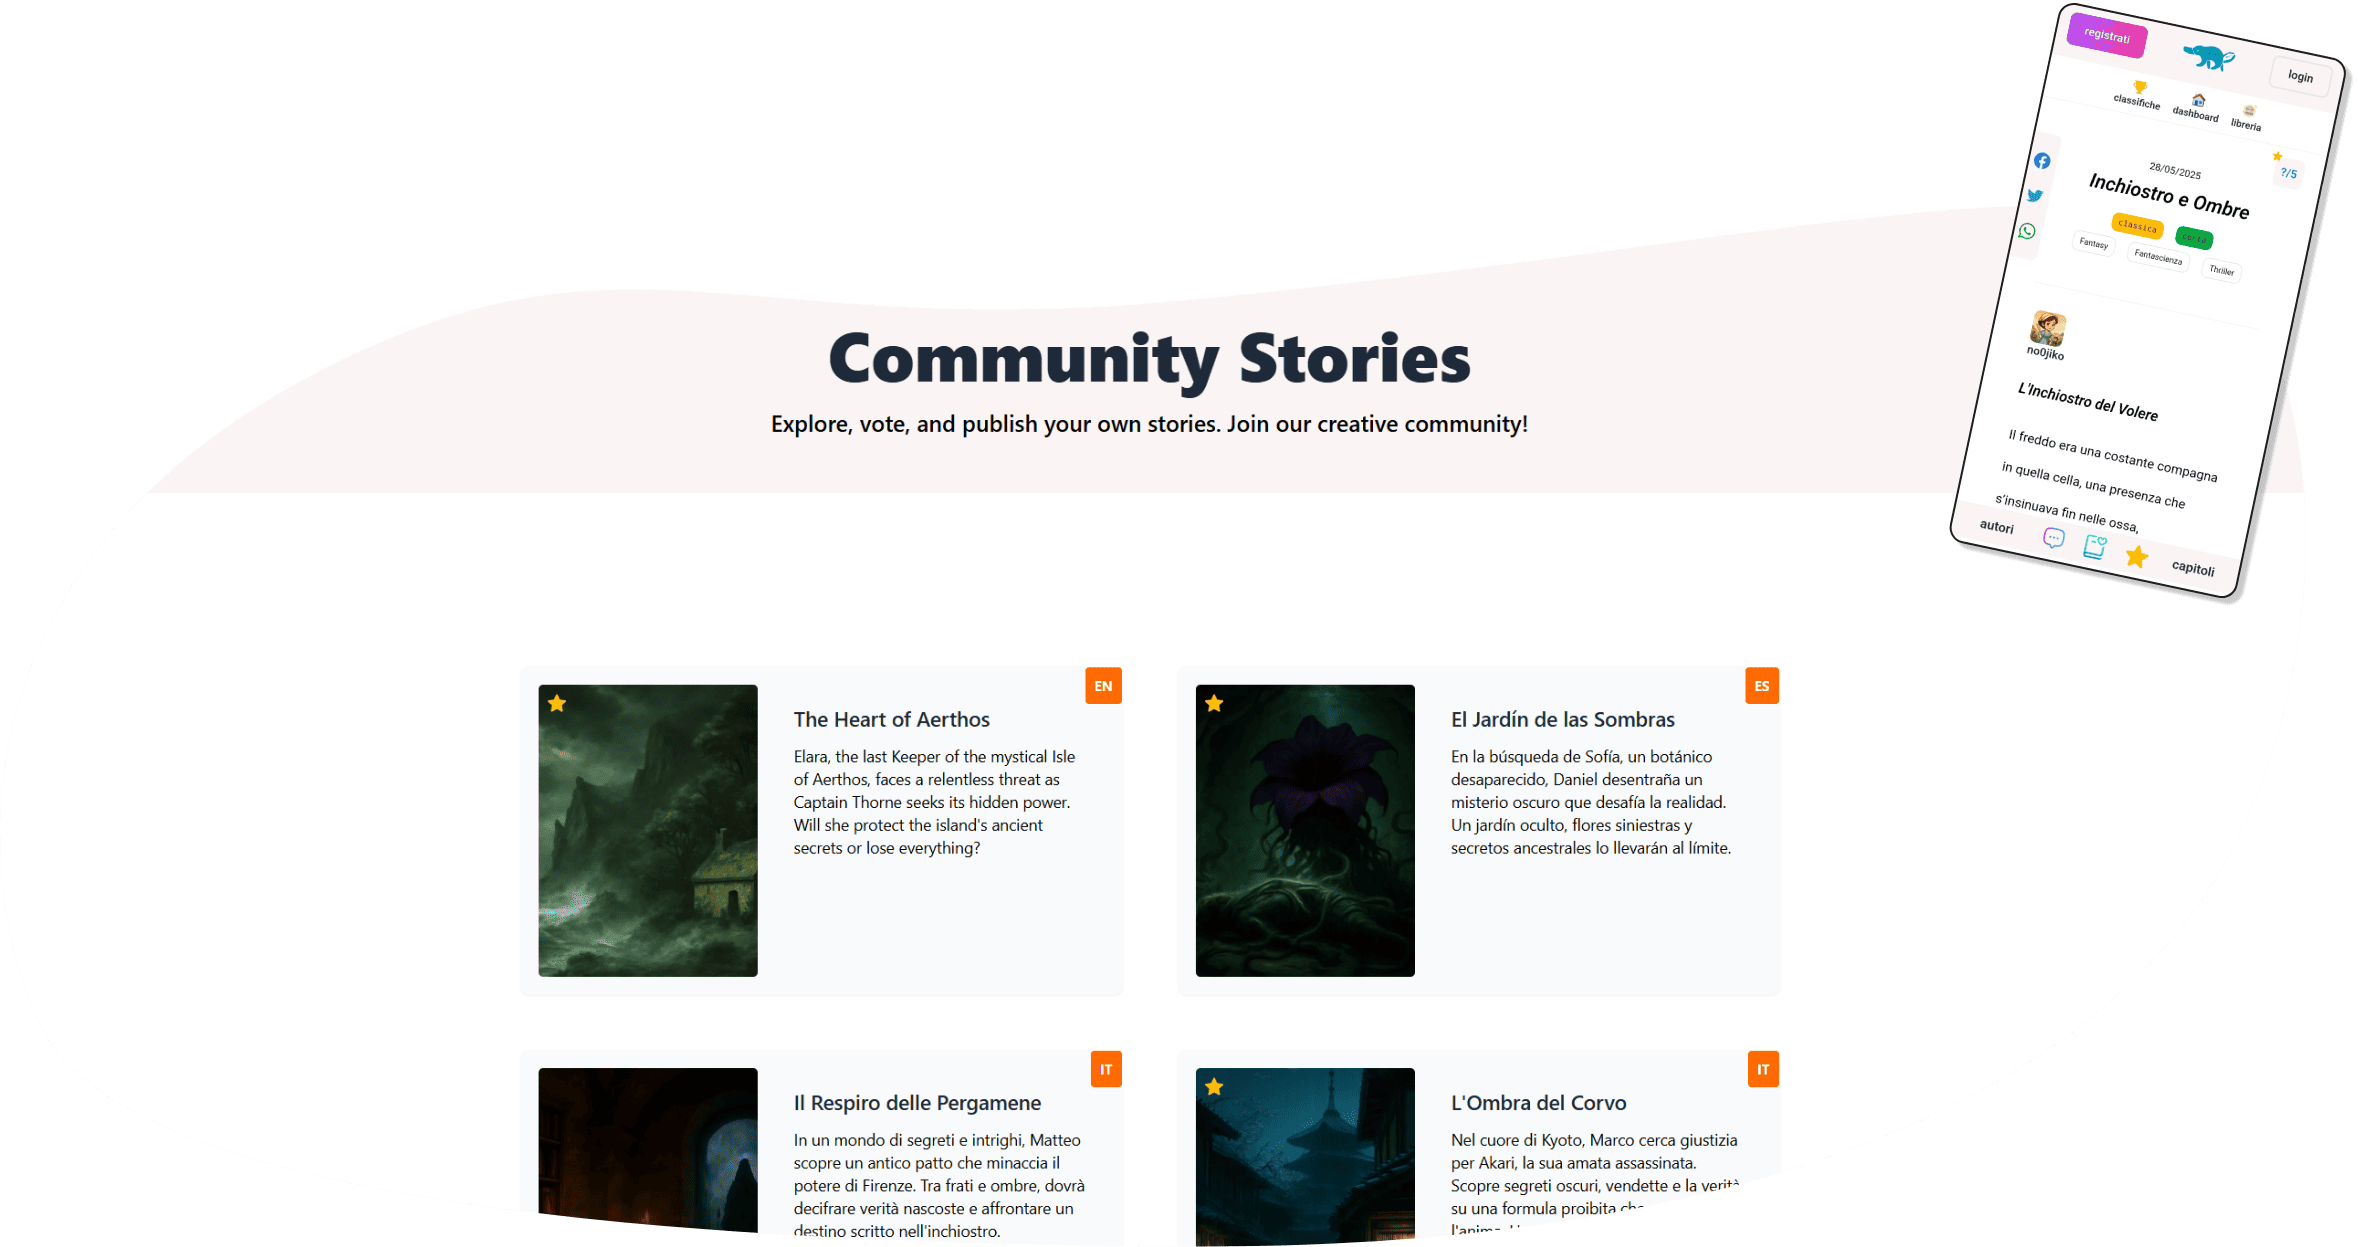 registrati
login
classifiche
dashboard
libreria
28/05/2025
?/5
Inchiostro e Ombre
classica
corta
Fantasy
Fantascienza
Thriller
no0jiko
L'Inchiostro del Volere
Il freddo era una costante compagna
in quella cella, una presenza che
s'insinuava fin nelle ossa,
autori
capitoli
Community Stories
Explore, vote, and publish your own stories. Join our creative community!
EN
The Heart of Aerthos
Elara, the last Keeper of the mystical Isle
of Aerthos, faces a relentless threat as
Captain Thorne seeks its hidden power.
Will she protect the island's ancient
secrets or lose everything?
ES
El Jardín de las Sombras
En la búsqueda de Sofía, un botánico
desaparecido, Daniel desentraña un
misterio oscuro que desafía la realidad.
Un jardín oculto, flores siniestras y
secretos ancestrales lo llevarán al límite.
IT
Il Respiro delle Pergamene
In un mondo di segreti e intrighi, Matteo
scopre un antico patto che minaccia il
potere di Firenze. Tra frati e ombre, dovrà
decifrare verità nascoste e affrontare un
destino scritto nell'inchiostro.
IT
L'Ombra del Corvo
Nel cuore di Kyoto, Marco cerca giustizia
per Akari, la sua amata assassinata.
Scopre segreti oscuri, vendette e la verità
su una formula proibita che